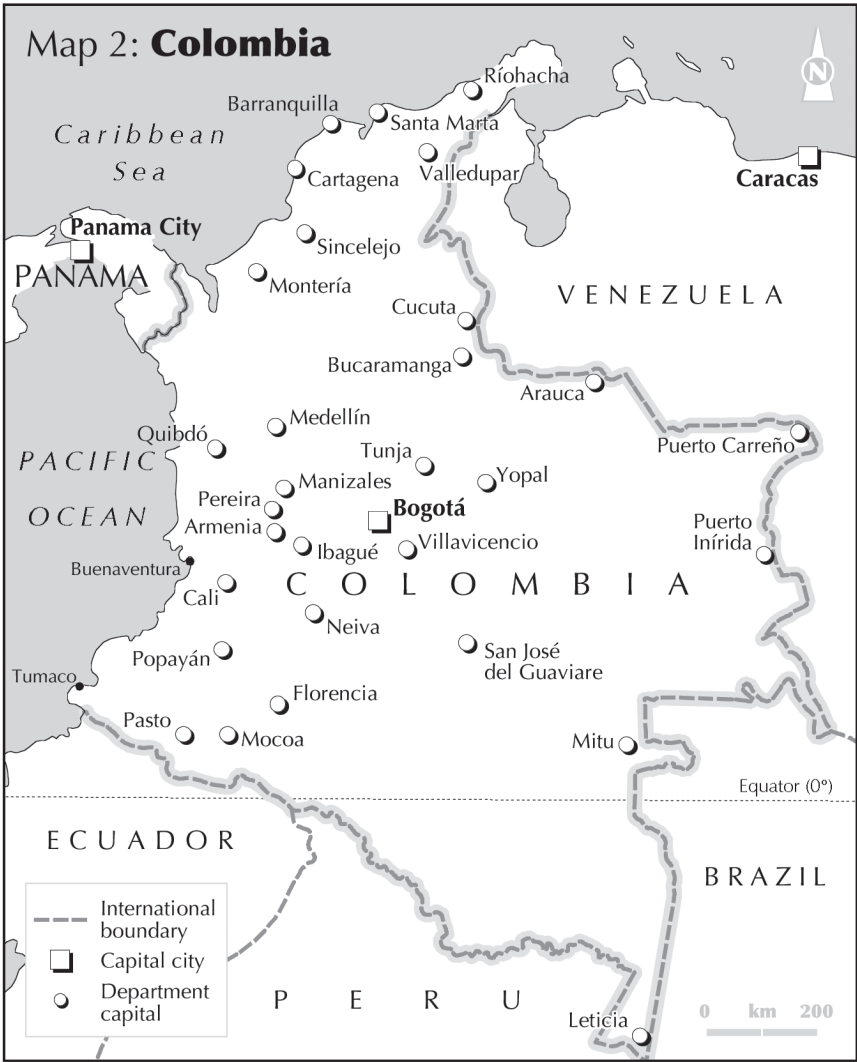 Map 2: Colombia
N
Ríohacha
Barranquilla
Santa Marta
Caribbean
Sea
Valledupar
Caracas
Cartagena
Panama City
Sincelejo
PANAMA
Montería
VENEZUELA
Cucuta
Bucaramanga
Arauca
Medellín
Quibdó
Puerto Carreño
Tunja
PACIFIC
OCEAN
Yopal
Manizales
Pereira
Bogotá
Armenia
Puerto
Inírida
Ibagué
Villavicencio
Buenaventura
COLOMBIA
Cali
Neiva
Popayán
San José
del Guaviare
Tumaco
Florencia
Pasto
Mocoa
Mitu
Equator (0°)
ECUADOR
BRAZIL
International
boundary
Capital city
Department
capital
PERU
Leticia
0 km 200